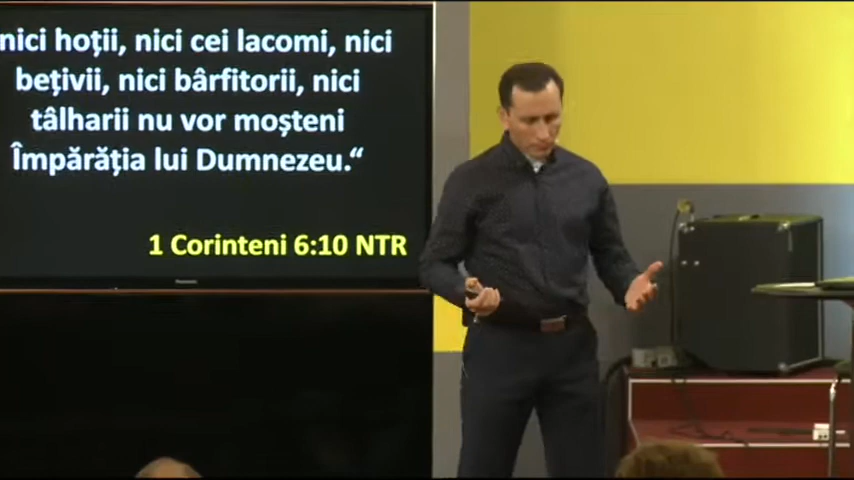 nici hoții, nici cei lacomi, nici
bețivii, nici bârfitorii, nici
tâlharii nu vor moșteni
Împărăția lui Dumnezeu.“
1 Corinteni 6:10 NTR
Panasonic